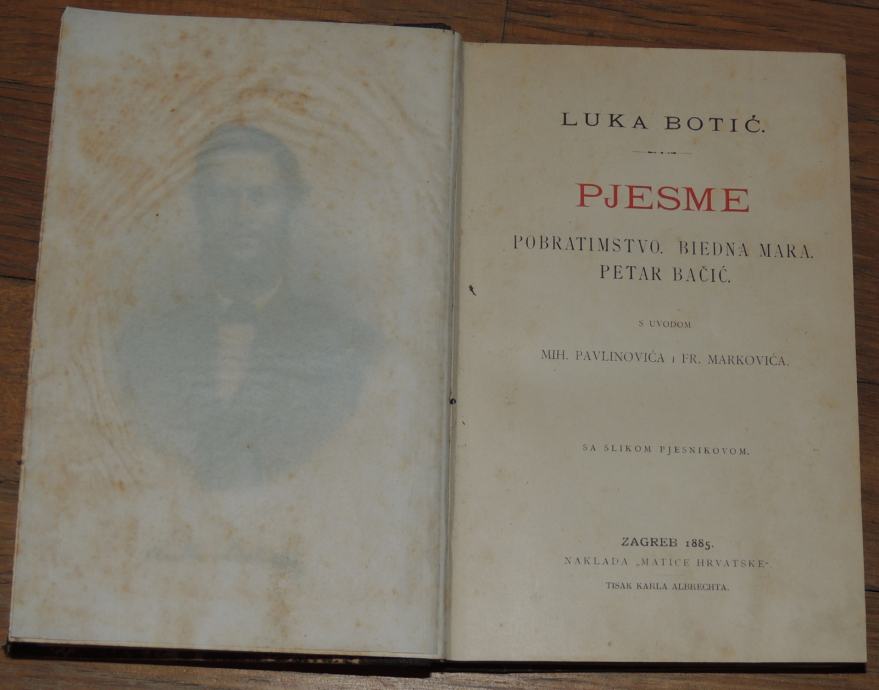 LUKA BOTIĆ.
PJESME
POBRATIMSTVO. BIEDNA MARA.
PETAR BAČIĆ.
S UVODOM
MIH. PAVLINOVIĆA I FR. MARKOVIĆA.
SA SLIKOM PJESNIKOVOM.
ZAGREB 1885.
NAKLADA „MATICE HRVATSKE“.
TISAK KARLA ALBRECHTA.